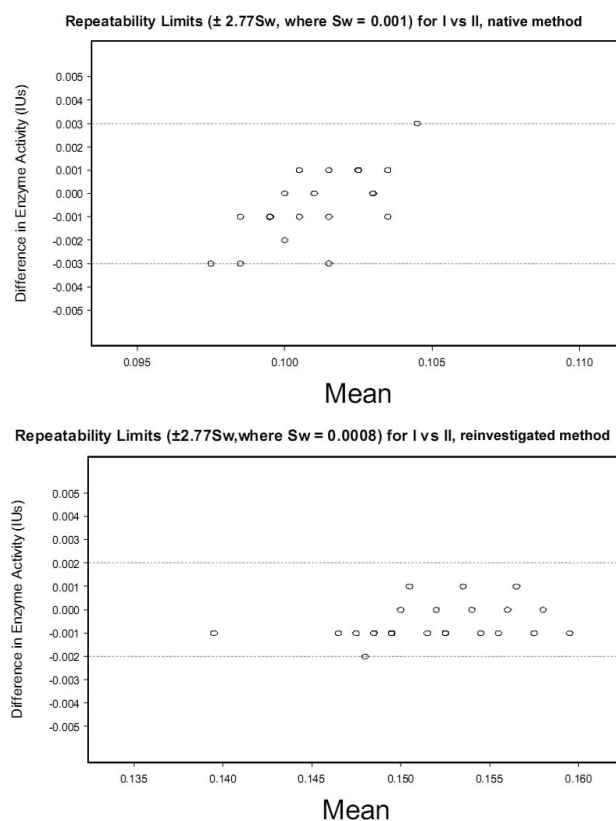 Repeatability Limits (± 2.77Sw, where Sw = 0.001) for I vs II, native method
Difference in Enzyme Activity (IUs)
0.005
0.004
0.003
0.002
0.001
0.000
-0.001
-0.002
-0.003
-0.004
-0.005
0.095 0.100 0.105 0.110
Mean
Repeatability Limits (±2.77Sw,where Sw = 0.0008) for I vs II, reinvestigated method
Difference in Enzyme Activity (IUs)
0.005
0.004
0.003
0.002
0.001
0.000
-0.001
-0.002
-0.003
-0.004
-0.005
0.135 0.140 0.145 0.150 0.155 0.160
Mean